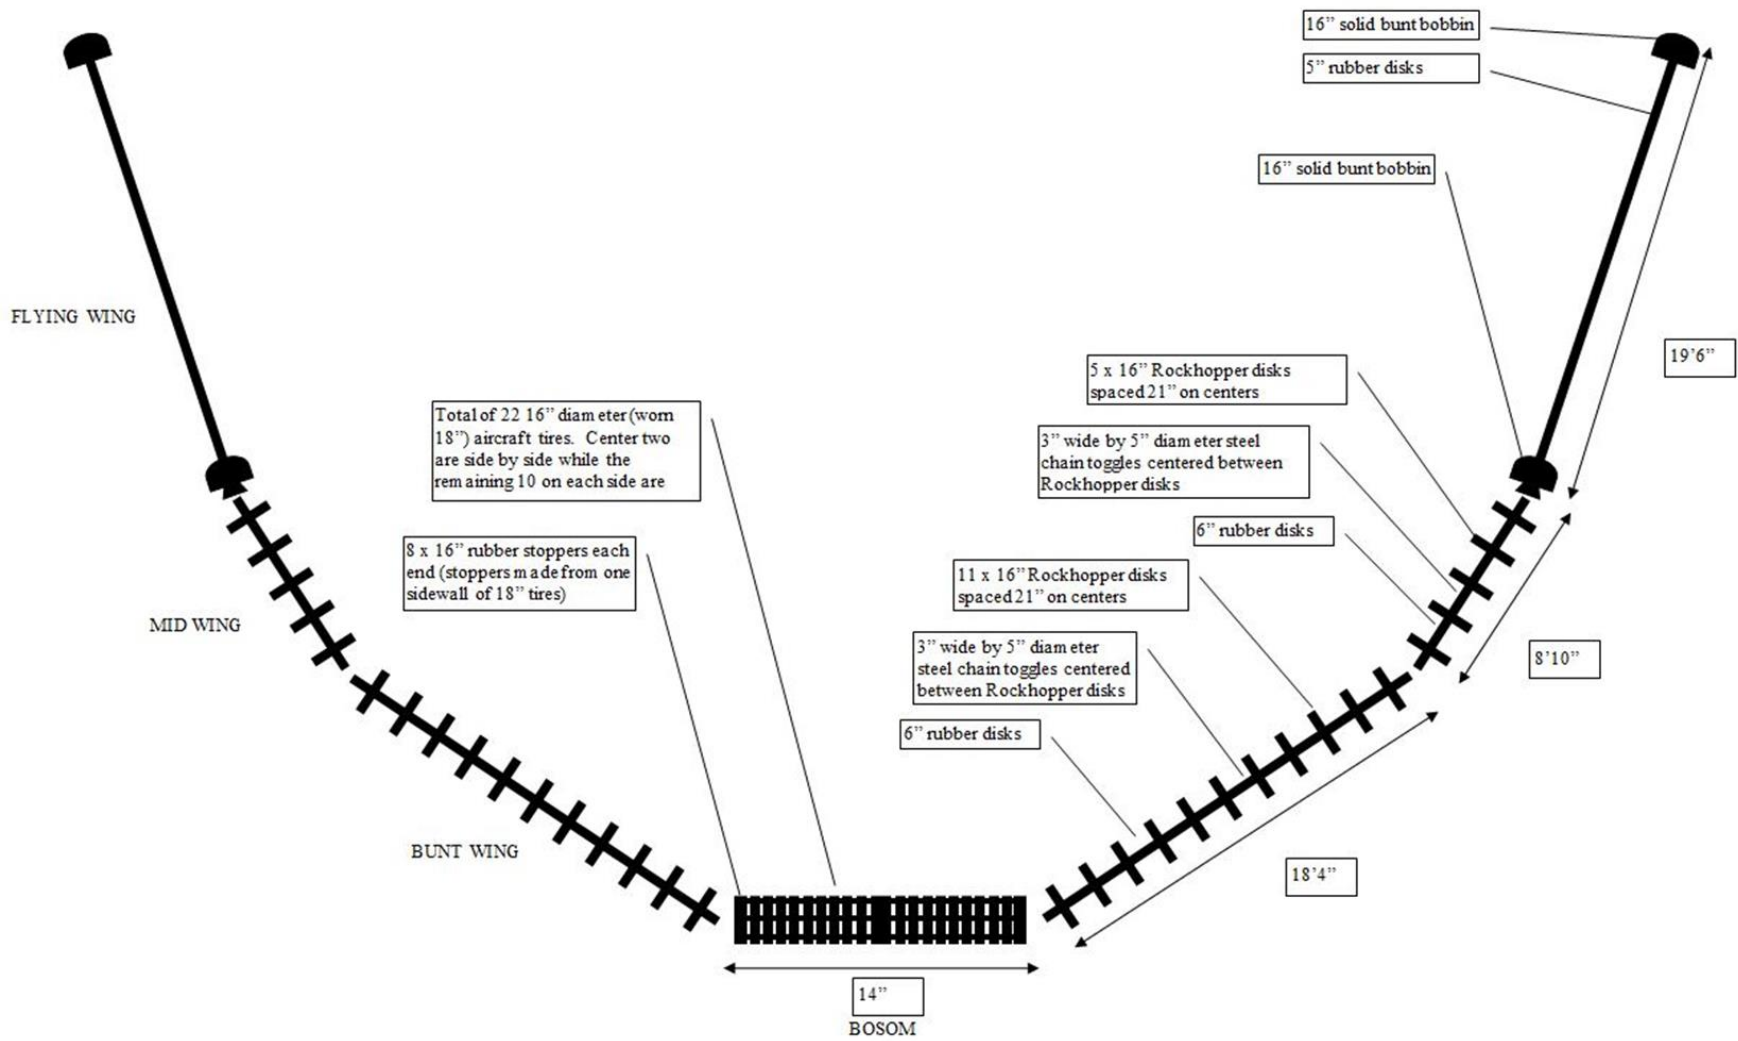 16” solid bunt bobbin
5” rubber disks
16” solid bunt bobbin
FLYING WING
19’6”
5 x 16” Rockhopper disks
spaced 21” on centers
Total of 22 16” diameter (worn
18”) aircraft tires. Center two
are side by side while the
remaining 10 on each side are
3” wide by 5” diameter steel
chain toggles centered between
Rockhopper disks
6” rubber disks
8 x 16” rubber stoppers each
end (stoppers made from one
sidewall of 18” tires)
11 x 16” Rockhopper disks
spaced 21” on centers
MID WING
3” wide by 5” diameter
steel chain toggles centered
between Rockhopper disks
8’10”
6” rubber disks
BUNT WING
18’4”
14”
BOSOM